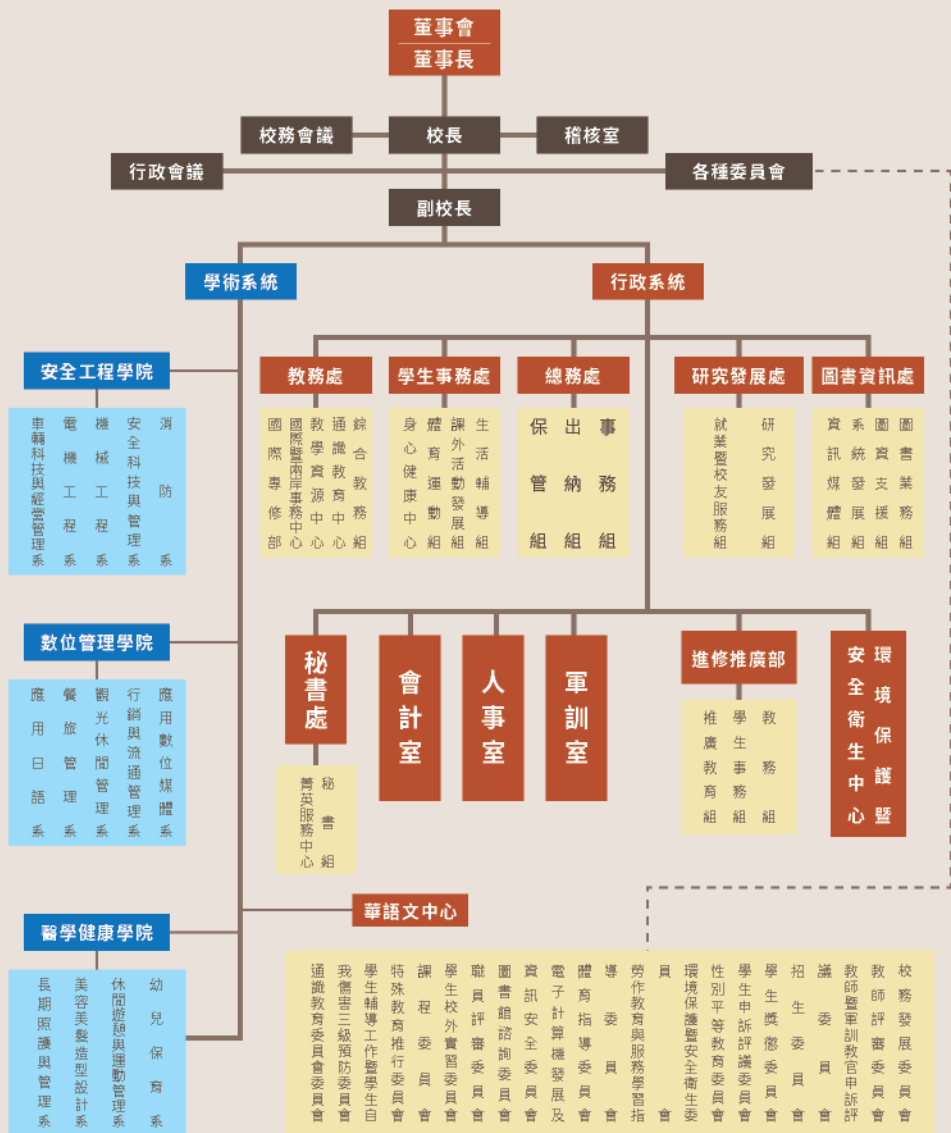 董事會
董事長
校務會議
校長
稽核室
行政會議
各種委員會
副校長
學術系統
行政系統
安全工程學院
消防系
安全科技與管理系
機械工程系
電機工程系
車輛科技與經營管理系
教務處
綜合教務組
通識教育中心
教學資源中心
國際暨兩岸事務中心
國際專修部
學生事務處
生活輔導組
課外活動發展組
體育運動組
身心健康中心
總務處
事務組
出納組
保管組
研究發展處
研究發展組
就業暨校友服務組
圖書資訊處
圖書業務組
圖資支援組
系統發展組
資訊媒體組
數位管理學院
應用數位媒體系
行銷與流通管理系
觀光休閒管理系
餐旅管理系
應用日語系
秘書處
秘書組
菁英服務中心
會計室
人事室
軍訓室
進修推廣部
教務組
學生事務組
推廣教育組
環境保護暨
安全衛生中心
華語文中心
醫學健康學院
幼兒保育系
休閒遊憩與運動管理系
美容美髮造型設計系
長期照護與管理系
校務發展委員會
教師評審委員會
教師暨軍訓教官申訴評
議委員會
招生委員會
學生獎懲委員會
學生申訴評議委員會
性別平等教育委員會
環境保護暨安全衛生委
員會
勞作教育與服務學習指
導委員會
體育指導委員會
電子計算機發展及
資訊安全委員會
圖書館諮詢委員會
職員評審委員會
學生校外實習委員會
課程委員會
特殊教育推行委員會
學生輔導工作暨學生自
我傷害三級預防委員會
通識教育委員會委員會